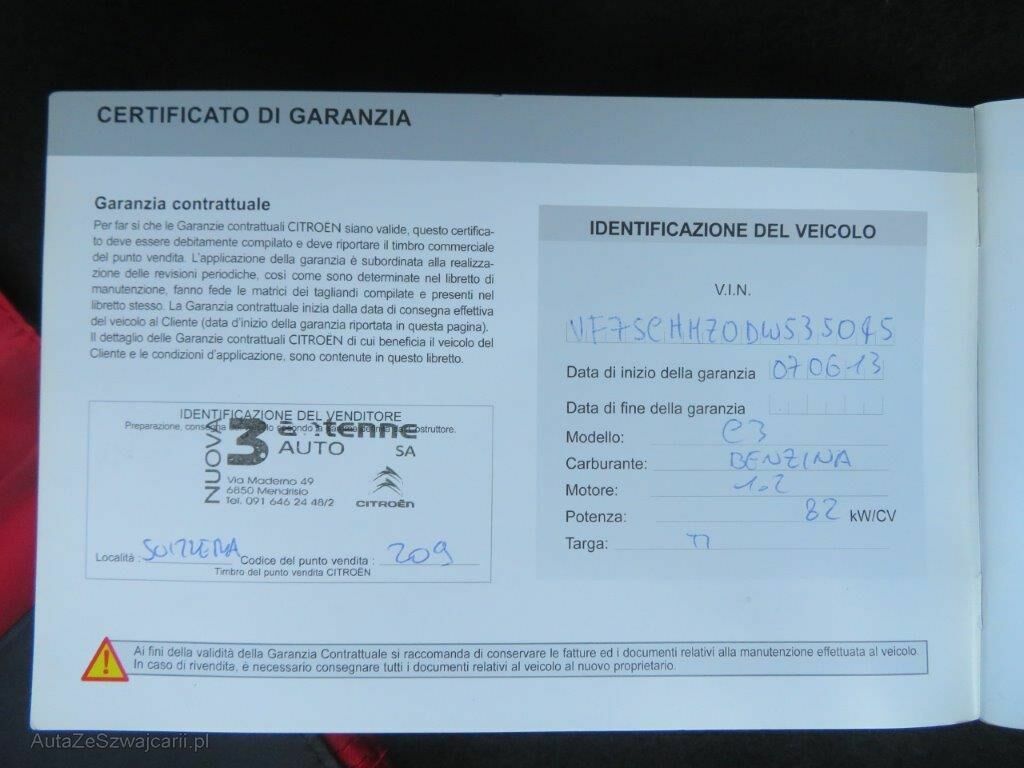 CERTIFICATO DI GARANZIA
Garanzia contrattuale
Per far si che le Garanzie contrattuali CITROËN siano valide, questo certifica-
to deve essere debitamente compilato e deve riportare il timbro commerciale
del punto vendita. L'applicazione della garanzia è subordinata alla realizza-
zione delle revisioni periodiche, così come sono determinate nel libretto di
manutenzione, fanno fede le matrici dei tagliandi compilate e presenti nel
libretto stesso. La Garanzia contrattuale inizia dalla data di consegna effettiva
del veicolo al Cliente (data d'inizio della garanzia riportata in questa pagina).
Il dettaglio delle Garanzie contrattuali CITROËN di cui beneficia il veicolo del
Cliente e le condizioni d'applicazione, sono contenute in questo libretto.
IDENTIFICAZIONE DEL VENDITORE
Preparazione, costruttore.
NUOVA 3
AUTO SA
Via Maderno 49
6850 Mendrisio
Tel. 091 646 24 48/2
CITROËN
Località : SVIZZERA Codice del punto vendita : 209
Timbro del punto vendita CITROËN
IDENTIFICAZIONE DEL VEICOLO
V.I.N.
Data di inizio della garanzia 070613
Data di fine della garanzia
Modello: C3
Carburante: BENZINA
Motore: 1.2
Potenza: 82 kW/CV
Targa: TI
Ai fini della validità della Garanzia Contrattuale si raccomanda di conservare le fatture ed i documenti relativi alla manutenzione effettuata al veicolo.
In caso di rivendita, è necessario consegnare tutti i documenti relativi al veicolo al nuovo proprietario.
AutaZeSzwajcarii.pl